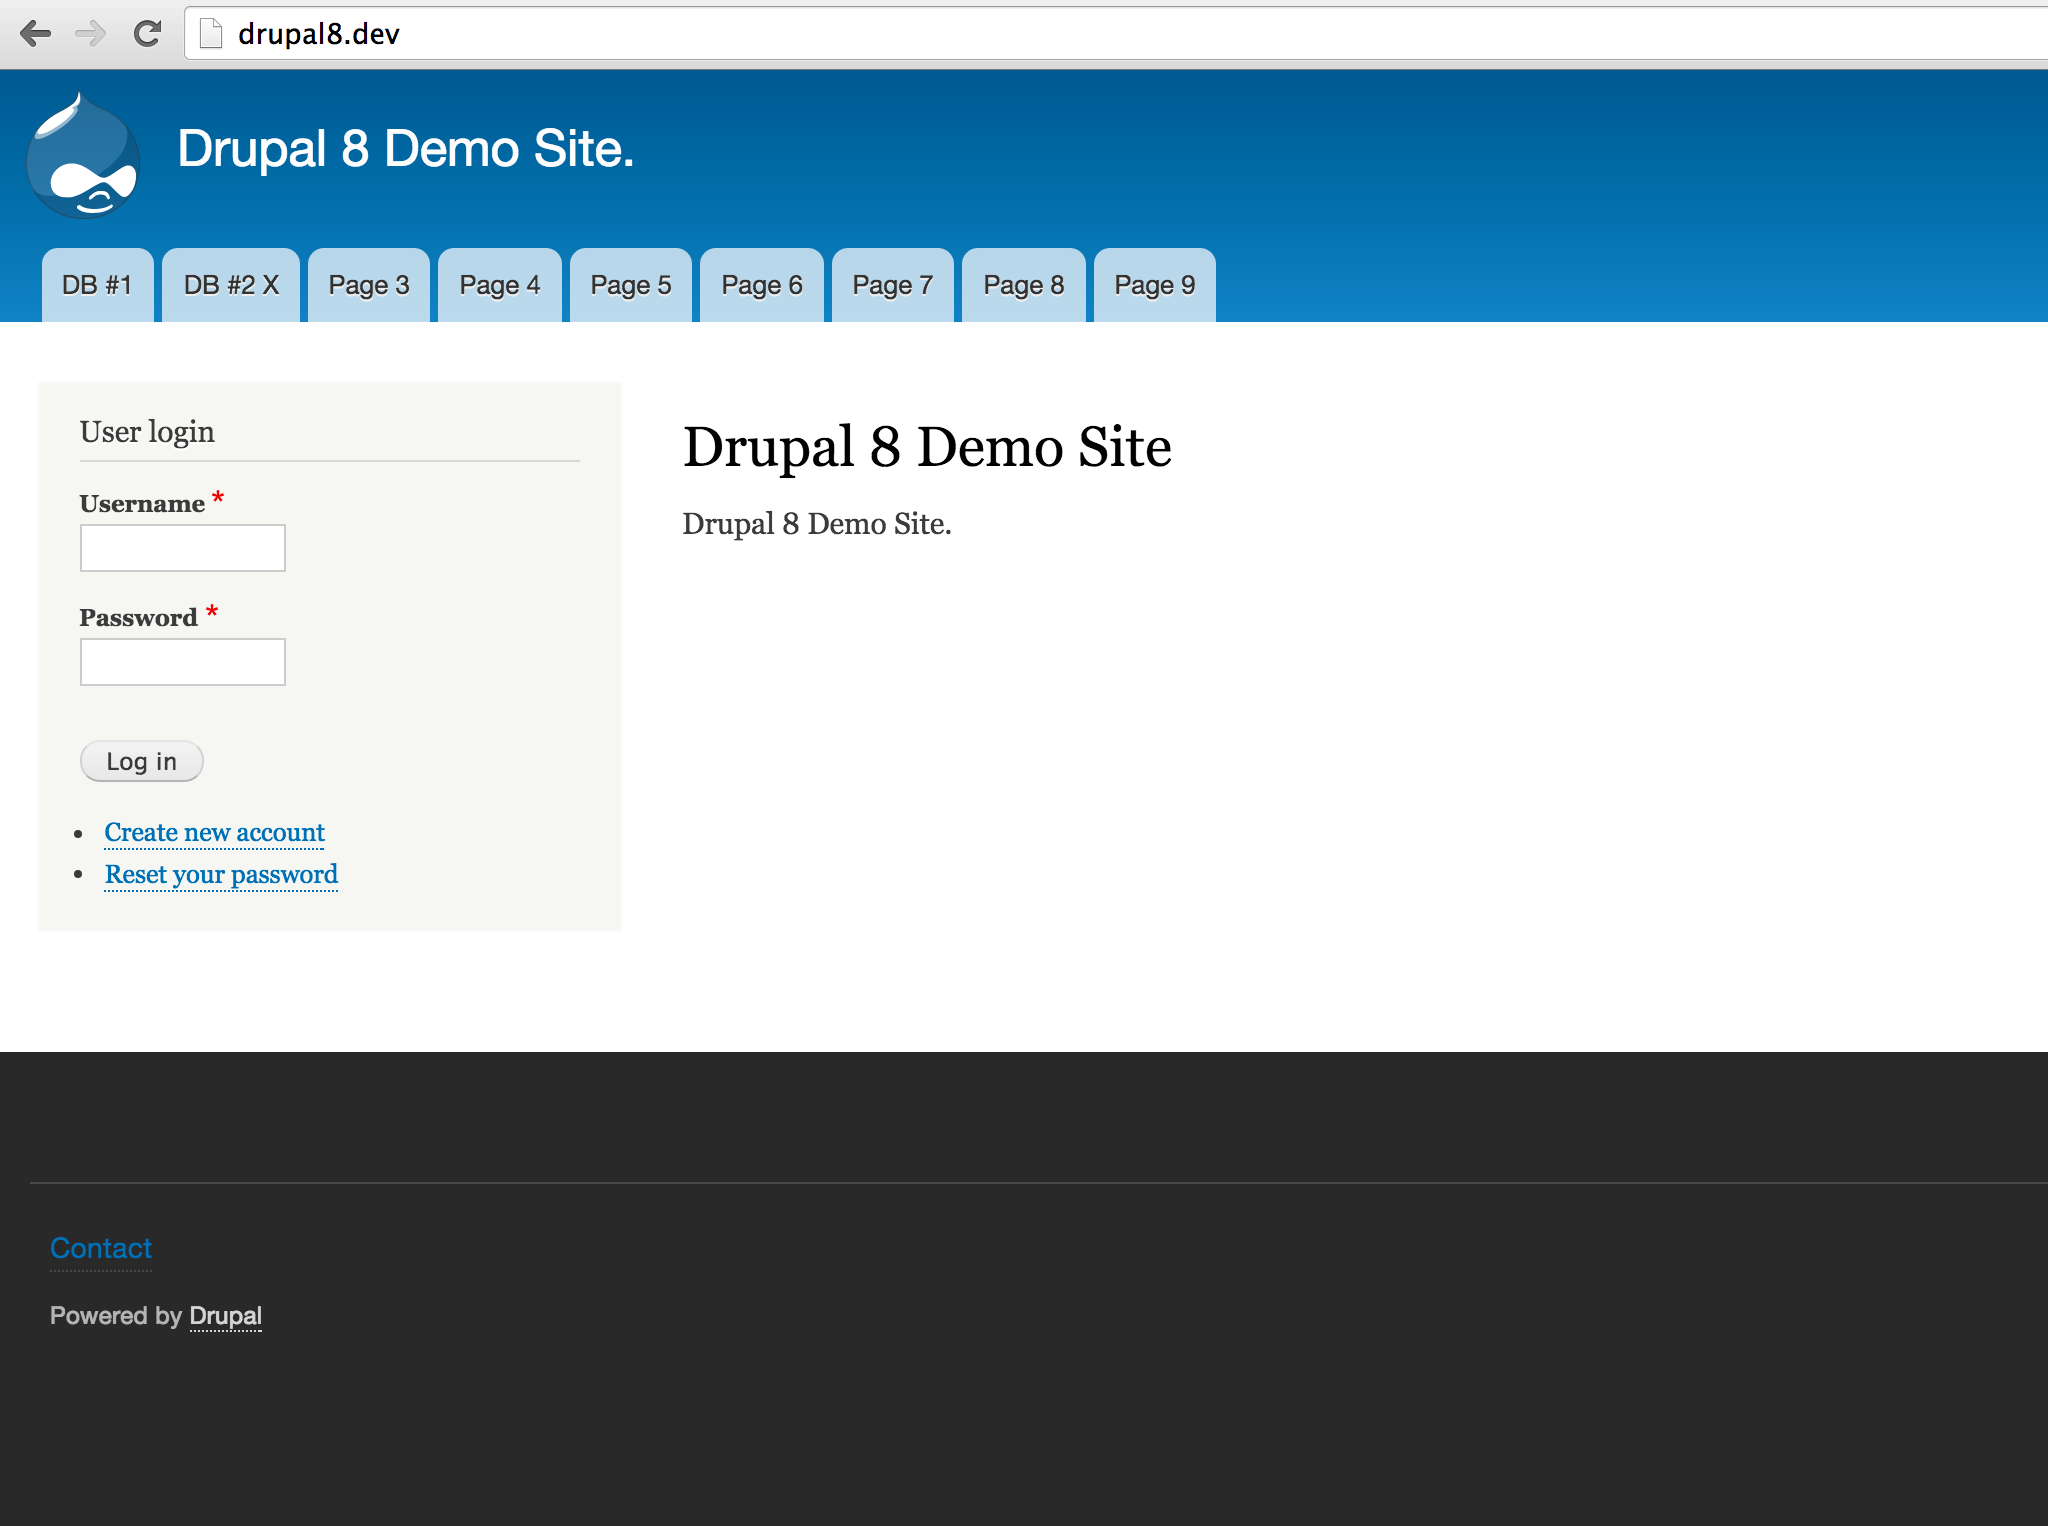 drupal8.dev
Drupal 8 Demo Site.
DB #1 DB #2 X Page 3 Page 4 Page 5 Page 6 Page 7 Page 8 Page 9
User login
Username *
Password *
Log in
Create new account
Reset your password
Drupal 8 Demo Site
Drupal 8 Demo Site.
Contact
Powered by Drupal